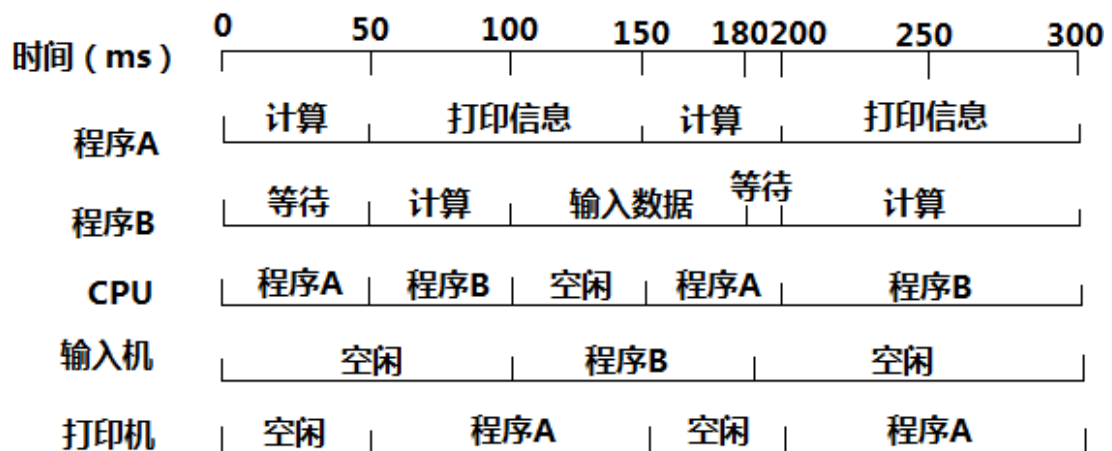 0 50 100 150 180 200 250 300
时间（ms）
程序A 计算 打印信息 计算 打印信息
程序B 等待 计算 输入数据 等待 计算
CPU 程序A 程序B 空闲 程序A 程序B
输入机 空闲 程序B 空闲
打印机 空闲 程序A 空闲 程序A